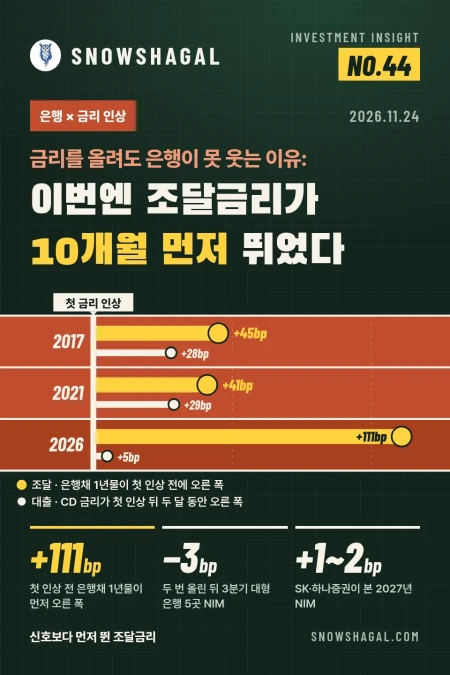 SNOWSHAGAL
INVESTMENT INSIGHT
NO.44
은행 × 금리 인상
2026.11.24
금리를 올려도 은행이 못 웃는 이유:
이번엔 조달금리가
10개월 먼저 뛰었다
첫 금리 인상
2017
+45bp
+28bp
2021
+41bp
+29bp
2026
+111bp
+5bp
조달 · 은행채 1년물이 첫 인상 전에 오른 폭
대출 · CD 금리가 첫 인상 뒤 두 달 동안 오른 폭
+111bp
첫 인상 전 은행채 1년물이
먼저 오른 폭
−3bp
두 번 올린 뒤 3분기 대형
은행 5곳 NIM
+1~2bp
SK·하나증권이 본 2027년
NIM
신호보다 먼저 뛴 조달금리
SNOWSHAGAL.COM